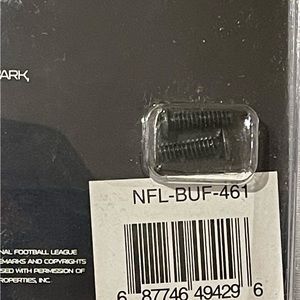 ARK,
NFL-BUF-461
NAL FOOTBALL LEAGUE
EMARKS AND COPYRIGHTS
SED WITH PERMISSION OF
ROPERTIES, INC.
6 87746 49429 6